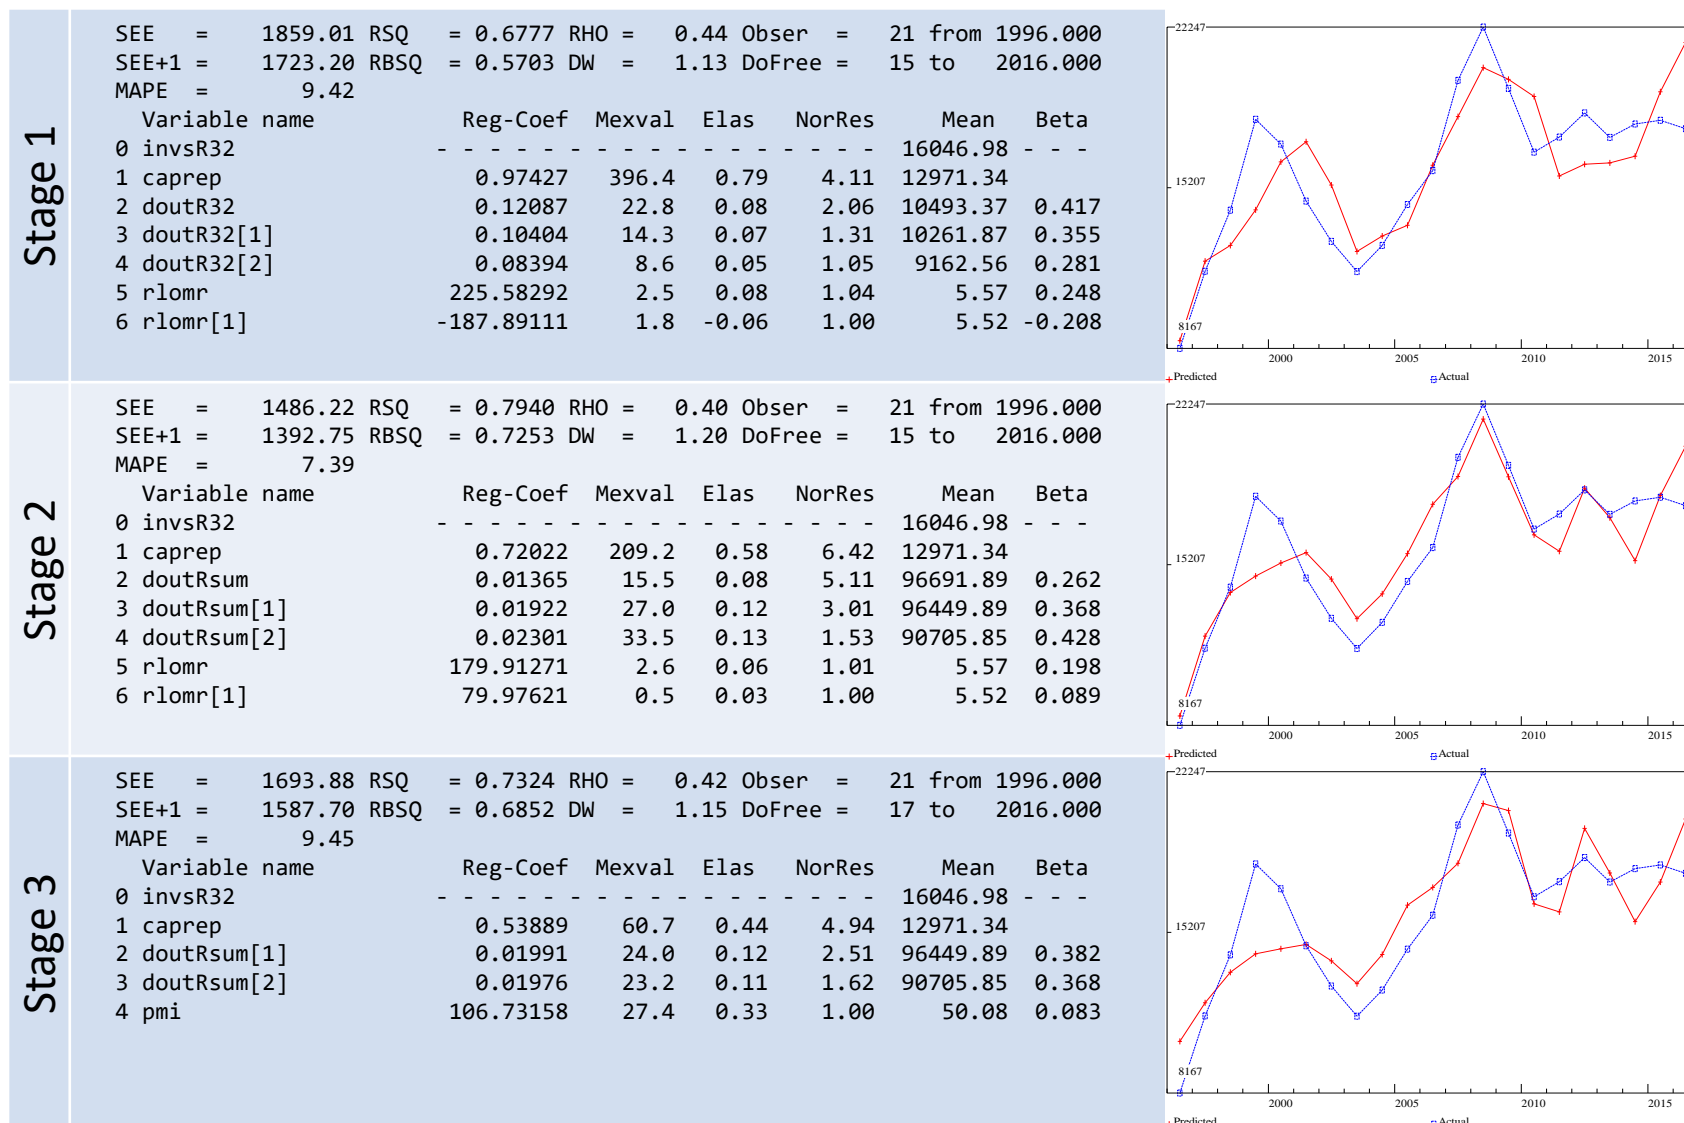 Stage 1
SEE   =     1859.01 RSQ   = 0.6777 RHO =   0.44 Obser  =   21 from 1996.000
SEE+1 =     1723.20 RBSQ  = 0.5703 DW  =   1.13 DoFree =   15 to   2016.000
MAPE  =        9.42
Variable name           Reg-Coef  Mexval  Elas   NorRes     Mean   Beta
0 invsR32               - - - - - - - - - - - - - - - - - 16046.98 - - -
1 caprep                  0.97427   396.4   0.79     4.11  12971.34
2 doutR32                 0.12087    22.8   0.08     2.06  10493.37  0.417
3 doutR32[1]              0.10404    14.3   0.07     1.31  10261.87  0.355
4 doutR32[2]              0.08394     8.6   0.05     1.05   9162.56  0.281
5 rlomr                 225.58292     2.5   0.08     1.04      5.57  0.248
6 rlomr[1]             -187.89111     1.8  -0.06     1.00      5.52 -0.208
22247
15207
8167
2000 2005 2010 2015
Predicted Actual
Stage 2
SEE   =     1486.22 RSQ   = 0.7940 RHO =   0.40 Obser  =   21 from 1996.000
SEE+1 =     1392.75 RBSQ  = 0.7253 DW  =   1.20 DoFree =   15 to   2016.000
MAPE  =        7.39
Variable name           Reg-Coef  Mexval  Elas   NorRes     Mean   Beta
0 invsR32               - - - - - - - - - - - - - - - - - 16046.98 - - -
1 caprep                  0.72022   209.2   0.58     6.42  12971.34
2 doutRsum                0.01365    15.5   0.08     5.11  96691.89  0.262
3 doutRsum[1]             0.01922    27.0   0.12     3.01  96449.89  0.368
4 doutRsum[2]             0.02301    33.5   0.13     1.53  90705.85  0.428
5 rlomr                 179.91271     2.6   0.06     1.01      5.57  0.198
6 rlomr[1]               79.97621     0.5   0.03     1.00      5.52  0.089
22247
15207
8167
2000 2005 2010 2015
Predicted Actual
Stage 3
SEE   =     1693.88 RSQ   = 0.7324 RHO =   0.42 Obser  =   21 from 1996.000
SEE+1 =     1587.70 RBSQ  = 0.6852 DW  =   1.15 DoFree =   17 to   2016.000
MAPE  =        9.45
Variable name           Reg-Coef  Mexval  Elas   NorRes     Mean   Beta
0 invsR32               - - - - - - - - - - - - - - - - - 16046.98 - - -
1 caprep                  0.53889    60.7   0.44     4.94  12971.34
2 doutRsum[1]             0.01991    24.0   0.12     2.51  96449.89  0.382
3 doutRsum[2]             0.01976    23.2   0.11     1.62  90705.85  0.368
4 pmi                   106.73158    27.4   0.33     1.00     50.08  0.083
22247
15207
8167
2000 2005 2010 2015
Predicted Actual